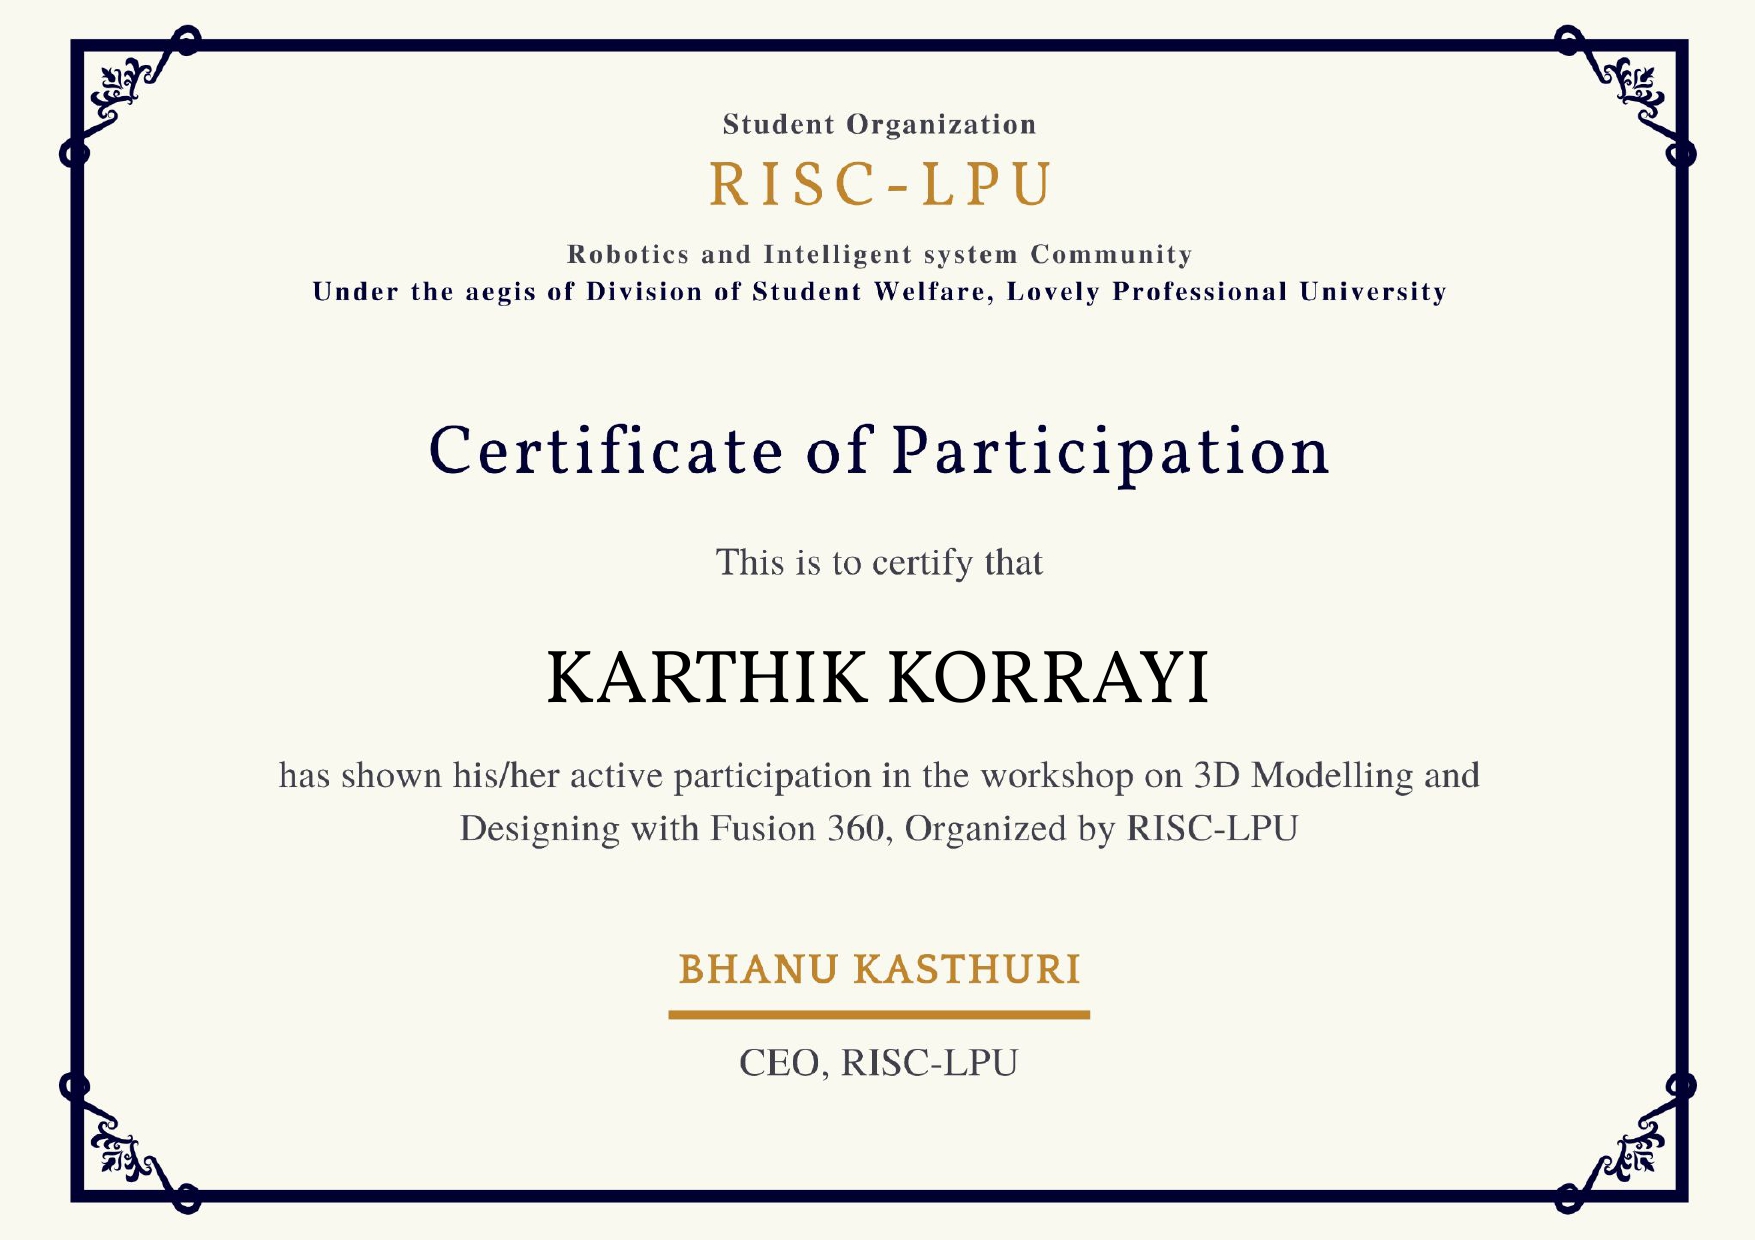 Student Organization
RISC-LPU
Robotics and Intelligent system Community
Under the aegis of Division of Student Welfare, Lovely Professional University
Certificate of Participation
This is to certify that
KARTHIK KORRAYI
has shown his/her active participation in the workshop on 3D Modelling and
Designing with Fusion 360, Organized by RISC-LPU
BHANU KASTHURI
CEO, RISC-LPU